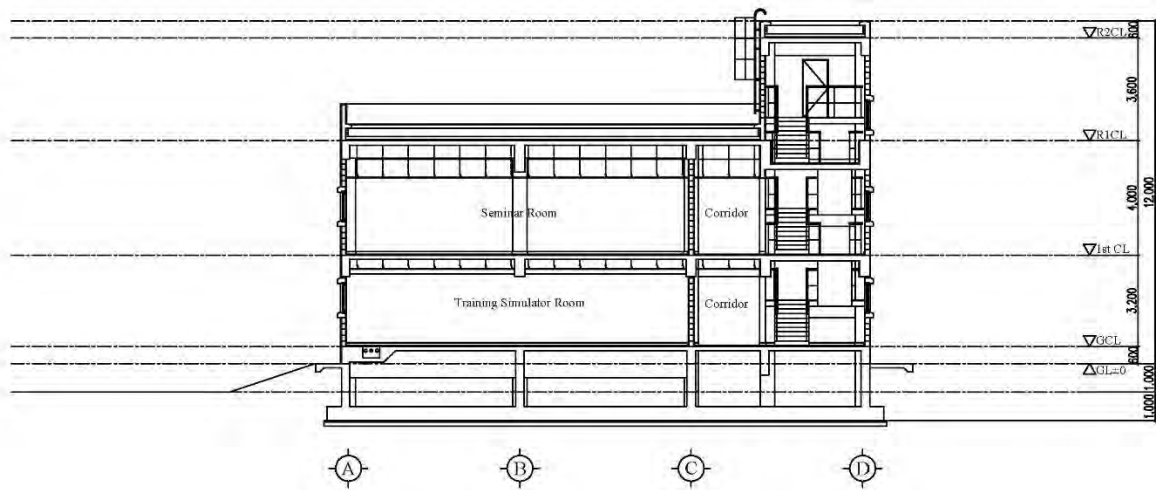 600
▽R2CL
3,600
▽R1CL
4,000
12,000
Seminar Room
Corridor
▽1st CL
3,200
Training Simulator Room
Corridor
▽GCL
600
△GL±0
1,000
1,000
A
B
C
D